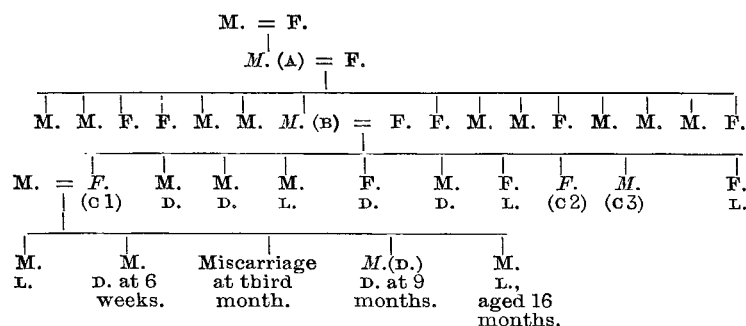 M. = F.
M. (A) = F.
M. M. F. F. M. M. M. (B) = F. F. M. M. F. M. M. M. F.
M. = F. M. M. M. F. M. F. F. M. F.
(C 1) D. D. L. D. D. L. (C 2) (C 3) L.
M. M. Miscarriage M. (D.) M.
L. D. at 6 at third D. at 9 L.,
weeks. month. months. aged 16
months.